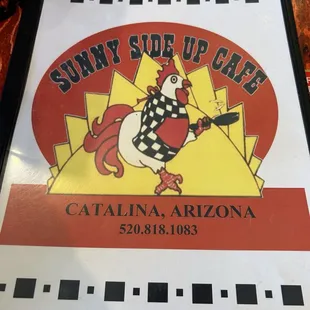 SUNNY SIDE UP CAFE
CATALINA, ARIZONA
520.818.1083